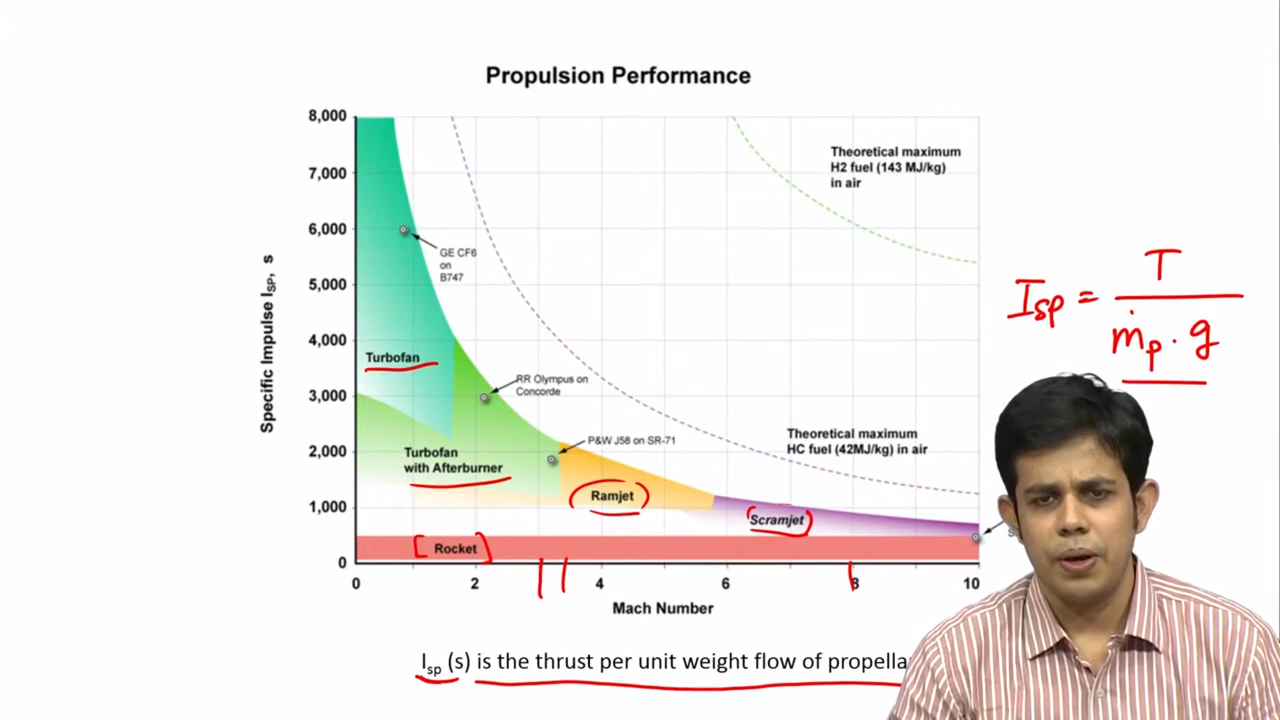 Propulsion Performance
8,000
7,000
6,000
5,000
4,000
3,000
2,000
1,000
0
Specific Impulse ISP, s
Theoretical maximum
H2 fuel (143 MJ/kg)
in air
GE CF6
on
B747
Turbofan
RR Olympus on
Concorde
P&W J58 on SR-71
Theoretical maximum
HC fuel (42MJ/kg) in air
Turbofan
with Afterburner
Ramjet
Scramjet
Rocket
0 2 4 6 8 10
Mach Number
Isp = T / ṁp · g
Isp (s) is the thrust per unit weight flow of